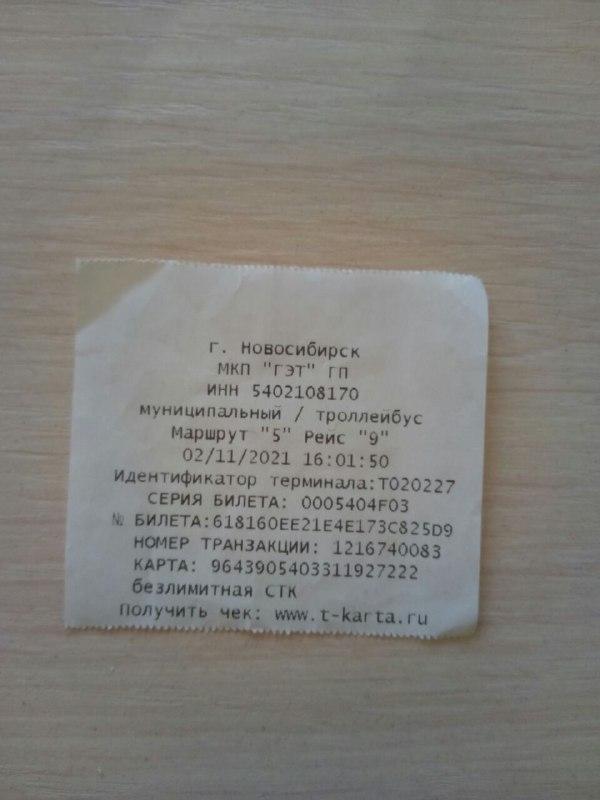 г. Новосибирск
МКП "ГЭТ" ГП
ИНН 5402108170
муниципальный / троллейбус
Маршрут "5" Рейс "9"
02/11/2021 16:01:50
Идентификатор терминала:T020227
СЕРИЯ БИЛЕТА: 0005404F03
№ БИЛЕТА:618160EE21E4E173C825D9
НОМЕР ТРАНЗАКЦИИ: 1216740083
КАРТА: 9643905403311927222
безлимитная СТК
Получить чек: www.t-karta.ru